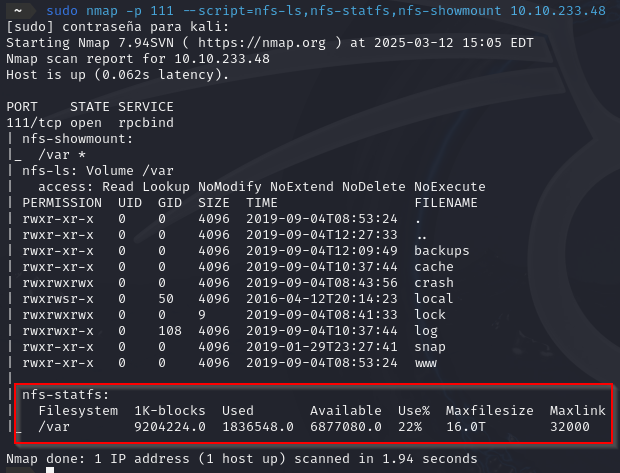 ~ sudo nmap -p 111 --script=nfs-ls,nfs-statfs,nfs-showmount 10.10.233.48
[sudo] contraseña para kali:
Starting Nmap 7.94SVN ( https://nmap.org ) at 2025-03-12 15:05 EDT
Nmap scan report for 10.10.233.48
Host is up (0.062s latency).

PORT    STATE SERVICE
111/tcp open  rpcbind
| nfs-showmount:
|_  /var *
| nfs-ls: Volume /var
|   access: Read Lookup NoModify NoExtend NoDelete NoExecute
| PERMISSION  UID  GID  SIZE  TIME                 FILENAME
| rwxr-xr-x   0    0    4096  2019-09-04T08:53:24  .
| rwxr-xr-x   0    0    4096  2019-09-04T12:27:33  ..
| rwxr-xr-x   0    0    4096  2019-09-04T12:09:49  backups
| rwxr-xr-x   0    0    4096  2019-09-04T10:37:44  cache
| rwxrwxrwx   0    0    4096  2019-09-04T08:43:56  crash
| rwxrwsr-x   0    50   4096  2016-04-12T20:14:23  local
| rwxrwxrwx   0    0    9     2019-09-04T08:41:33  lock
| rwxrwxr-x   0    108  4096  2019-09-04T10:37:44  log
| rwxr-xr-x   0    0    4096  2019-01-29T23:27:41  snap
| rwxr-xr-x   0    0    4096  2019-09-04T08:53:24  www
|
| nfs-statfs:
|   Filesystem  1K-blocks  Used       Available  Use%  Maxfilesize  Maxlink
|_  /var        9204224.0  1836548.0  6877080.0  22%   16.0T        32000

Nmap done: 1 IP address (1 host up) scanned in 1.94 seconds